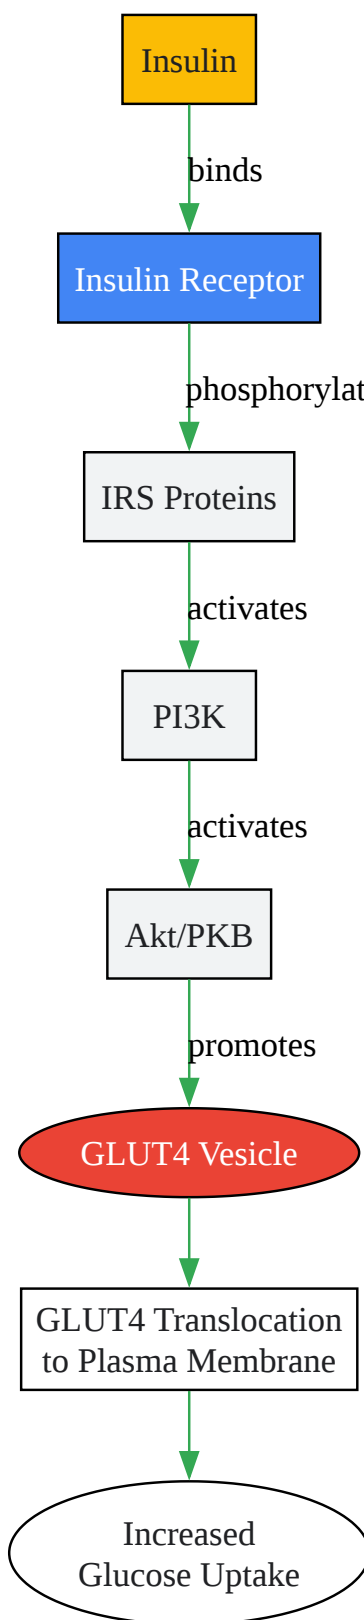 Insulin
binds
Insulin Receptor
phosphorylat
IRS Proteins
activates
PI3K
activates
Akt/PKB
promotes
GLUT4 Vesicle
GLUT4 Translocation
to Plasma Membrane
Increased
Glucose Uptake